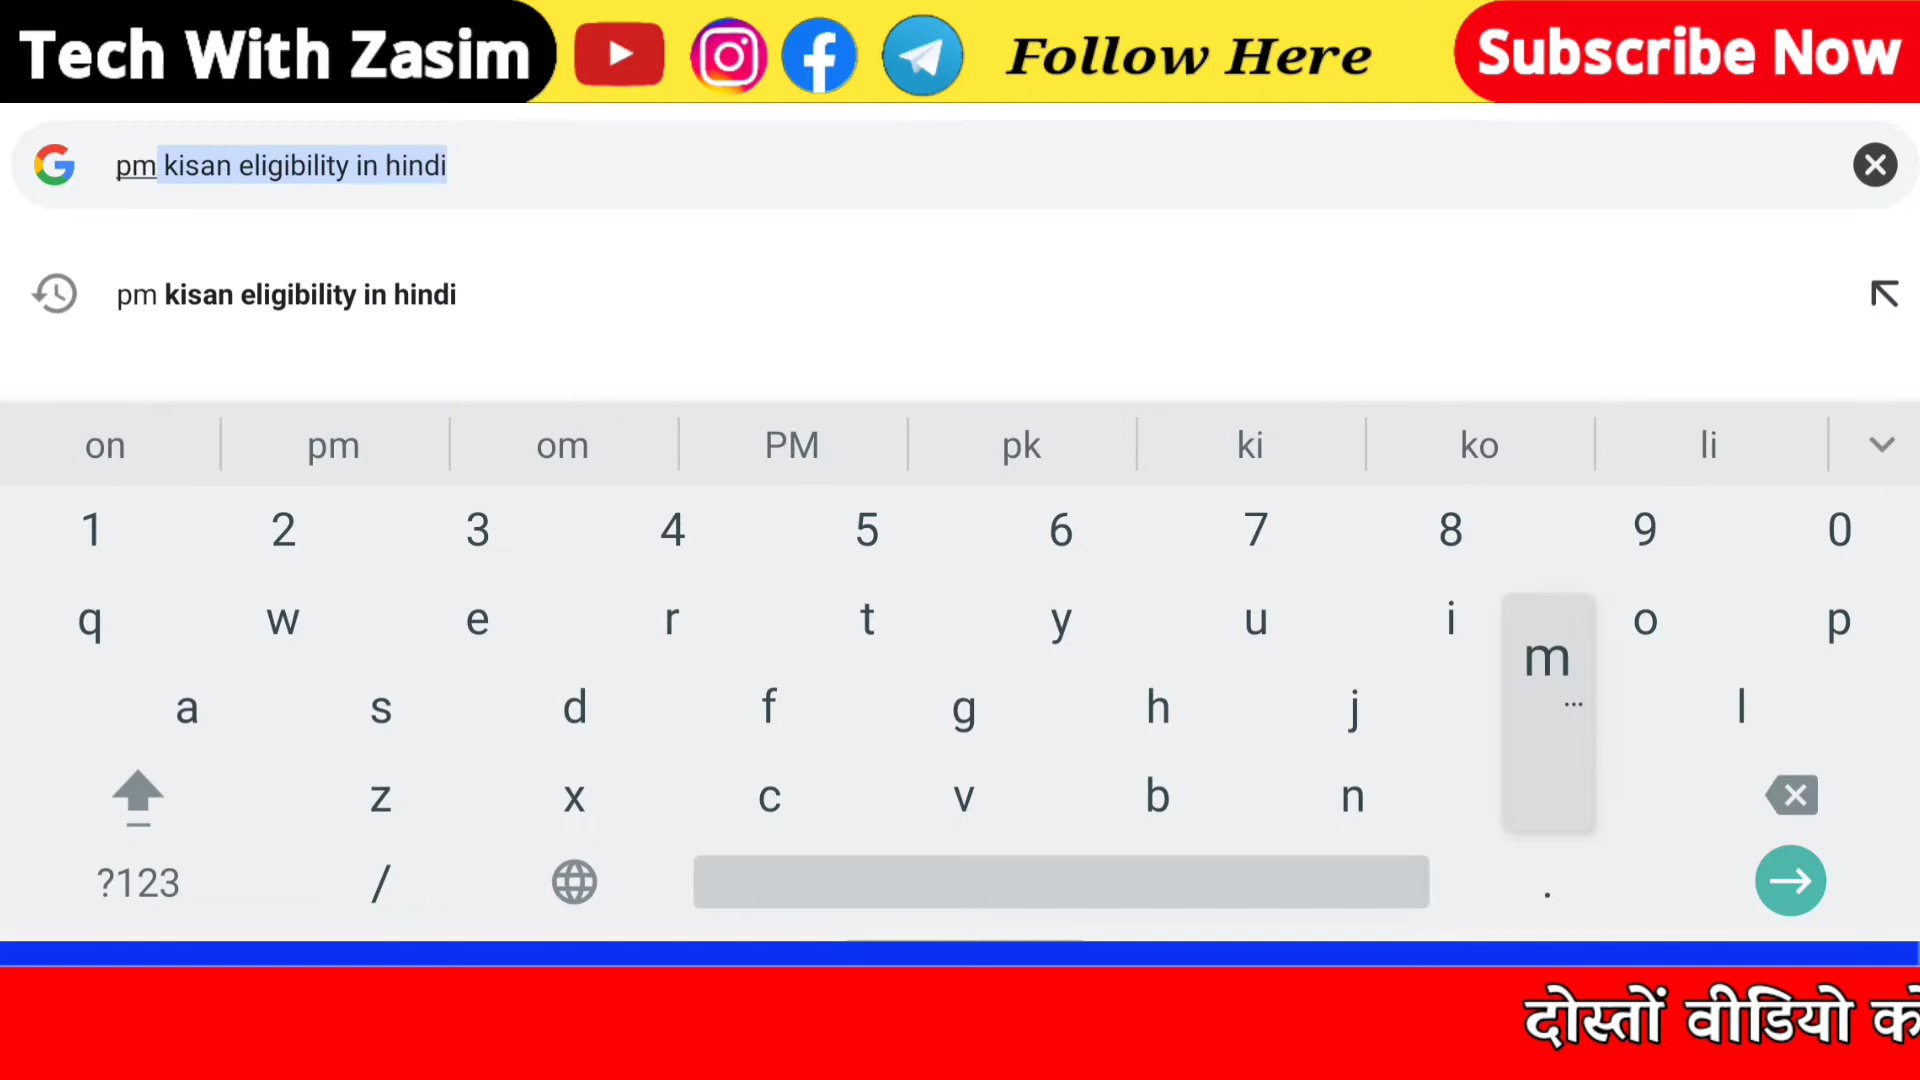 Tech With Zasim
Follow Here
Subscribe Now
pm kisan eligibility in hindi
pm kisan eligibility in hindi
on pm om PM pk ki ko li
1 2 3 4 5 6 7 8 9 0
q w e r t y u i o p
m
a s d f g h j l
z x c v b n
?123 / .
दोस्तों वीडियो